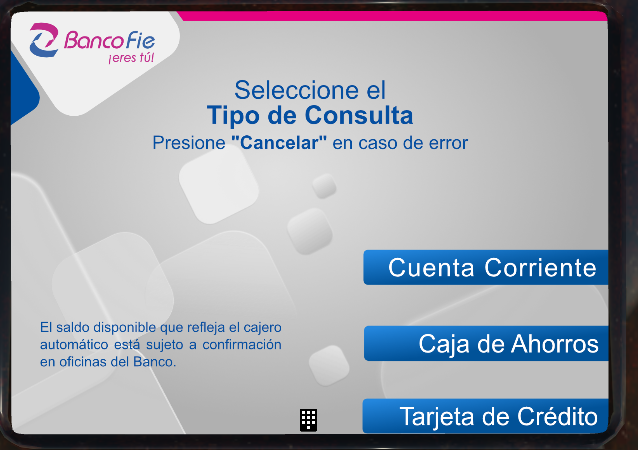 Banco Fie
¡eres tú!
Seleccione el
Tipo de Consulta
Presione "Cancelar" en caso de error
Cuenta Corriente
El saldo disponible que refleja el cajero
automático está sujeto a confirmación
en oficinas del Banco.
Caja de Ahorros
Tarjeta de Crédito